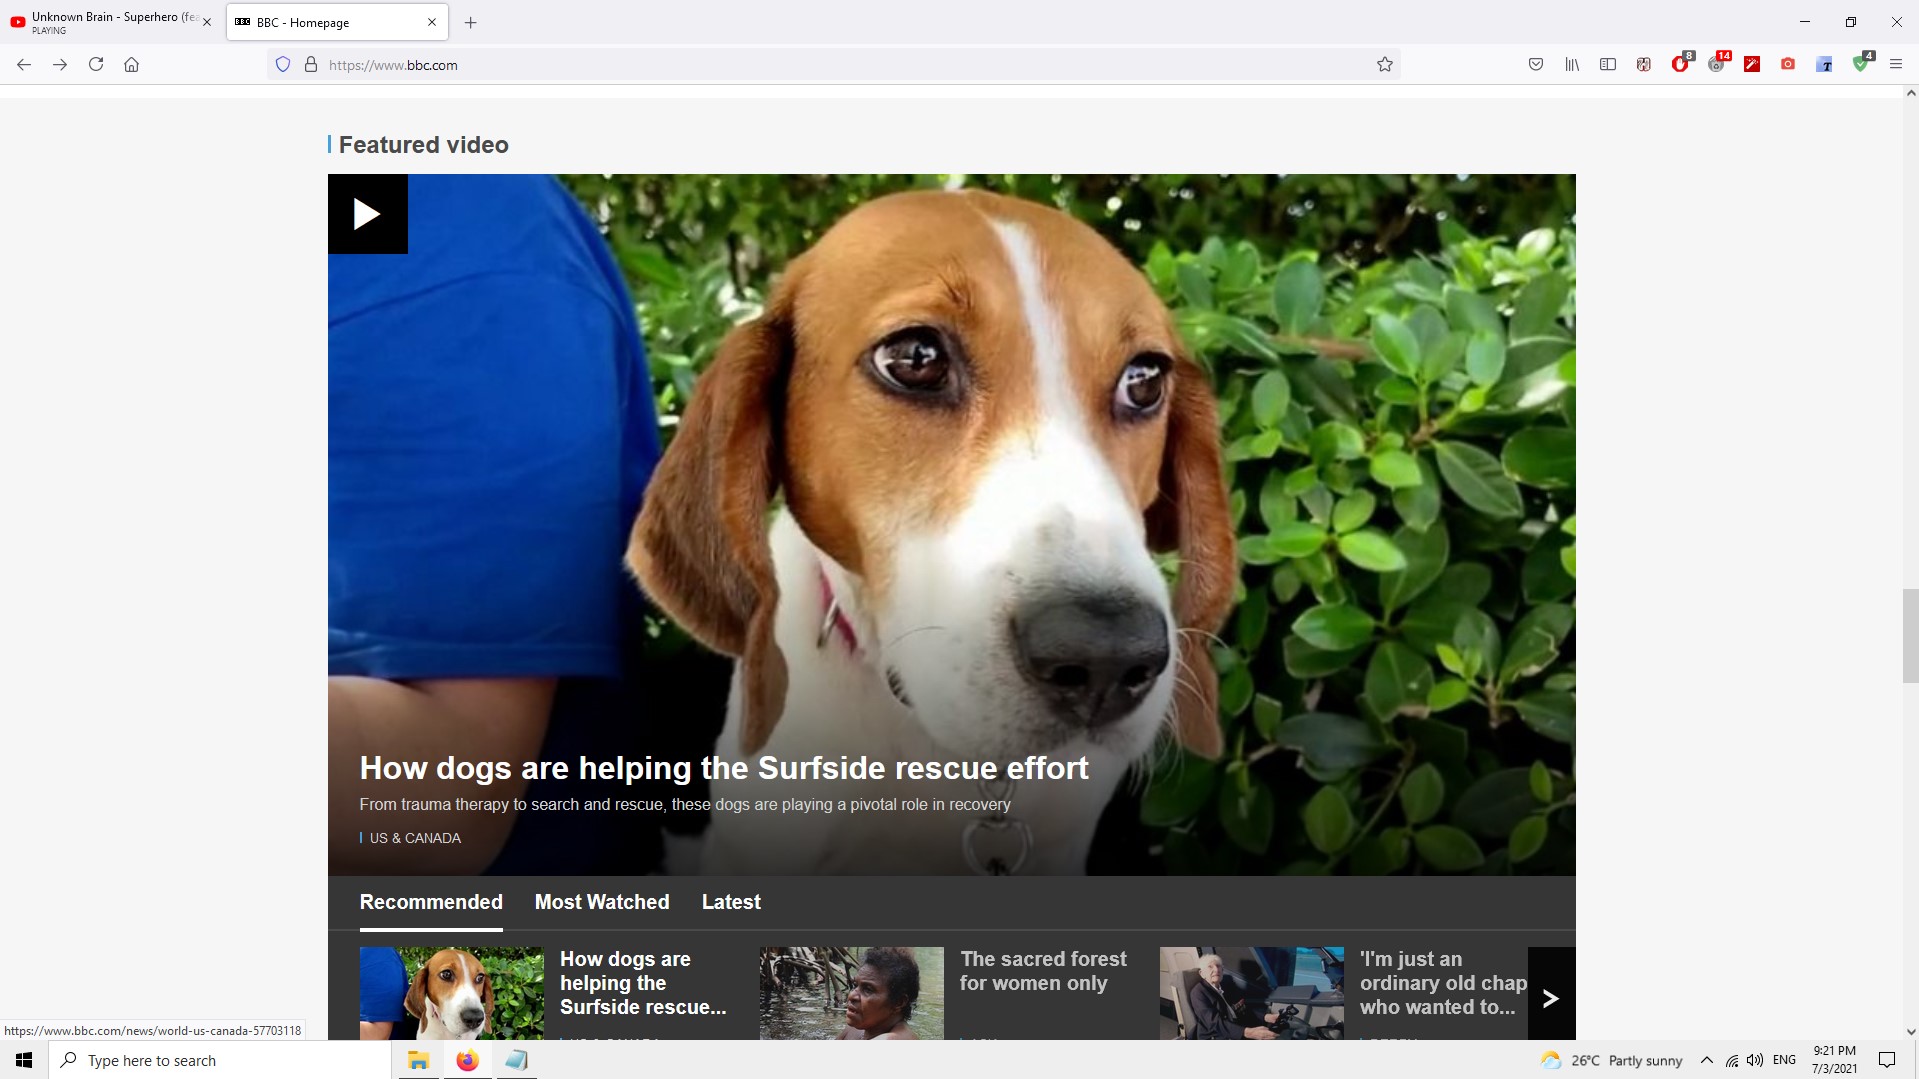 Unknown Brain - Superhero (fea
PLAYING
BBC - Homepage
https://www.bbc.com
8
14
4
Featured video
How dogs are helping the Surfside rescue effort
From trauma therapy to search and rescue, these dogs are playing a pivotal role in recovery
US & CANADA
Recommended
Most Watched
Latest
How dogs are
helping the
Surfside rescue...
The sacred forest
for women only
'I'm just an
ordinary old chap
who wanted to...
https://www.bbc.com/news/world-us-canada-57703118
Type here to search
26°C Partly sunny
ENG
9:21 PM
7/3/2021